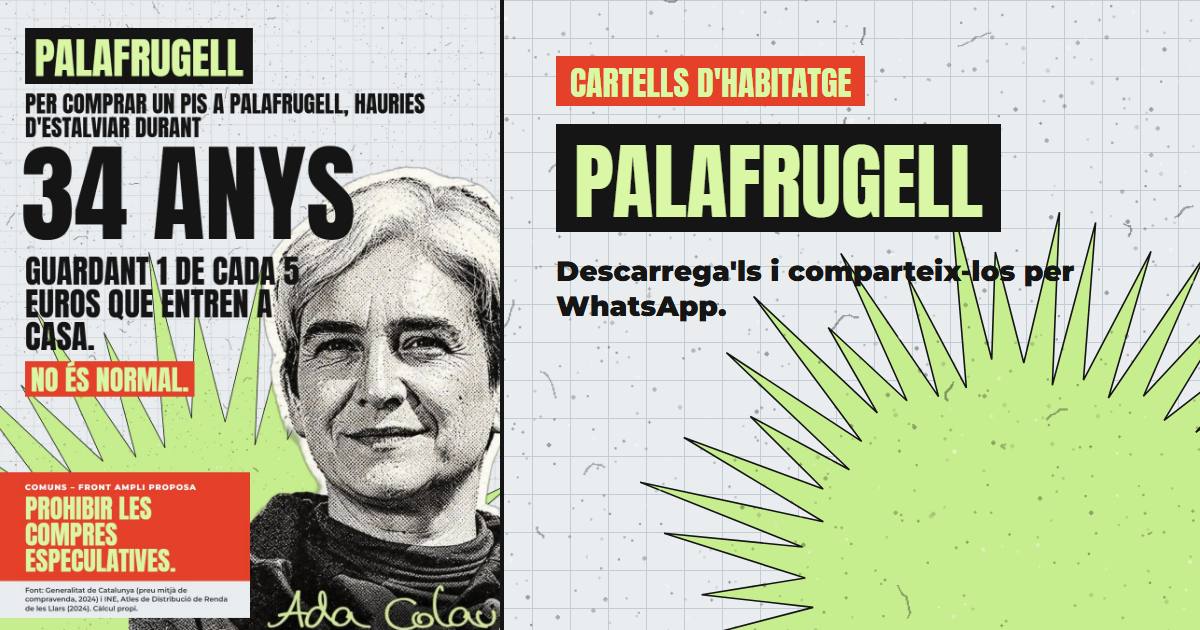 PALAFRUGELL
PER COMPRAR UN PIS A PALAFRUGELL, HAURIES
D'ESTALVIAR DURANT
34 ANYS
GUARDANT 1 DE CADA 5
EUROS QUE ENTREN A
CASA.
NO ÉS NORMAL.
COMUNS – FRONT AMPLI PROPOSA
PROHIBIR LES
COMPRES
ESPECULATIVES.
Font: Generalitat de Catalunya (preu mitjà de
compravenda, 2024) i INE, Atles de Distribució de Renda
de les Llars (2024). Càlcul propi.
Ada Colau
CARTELLS D'HABITATGE
PALAFRUGELL
Descarrega'ls i comparteix-los per
WhatsApp.